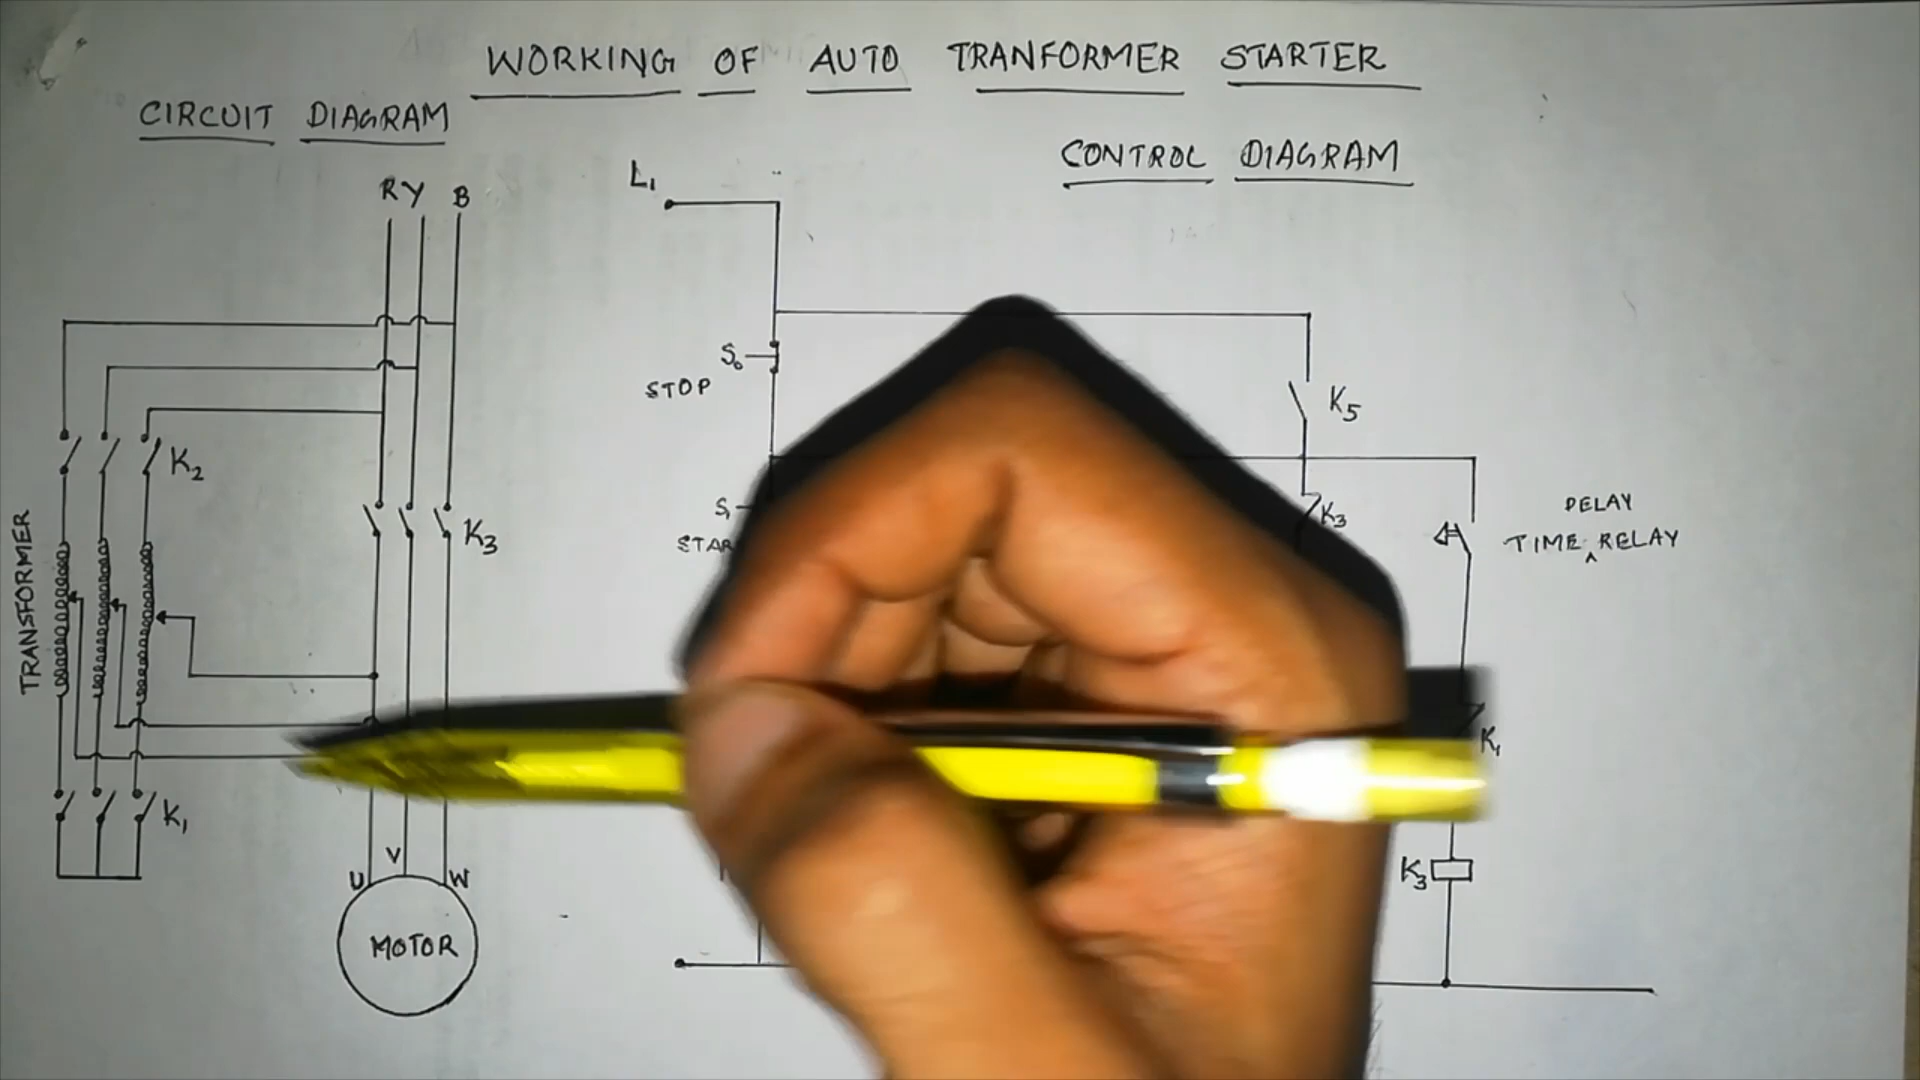 WORKING OF AUTO TRANFORMER STARTER
CIRCUIT DIAGRAM
CONTROL DIAGRAM
R Y B
L1
S0
STOP
K5
K2
S1
K3
K3
DELAY
TIME ^ RELAY
TRANSFORMER
K1
K1
U V W
K3
MOTOR